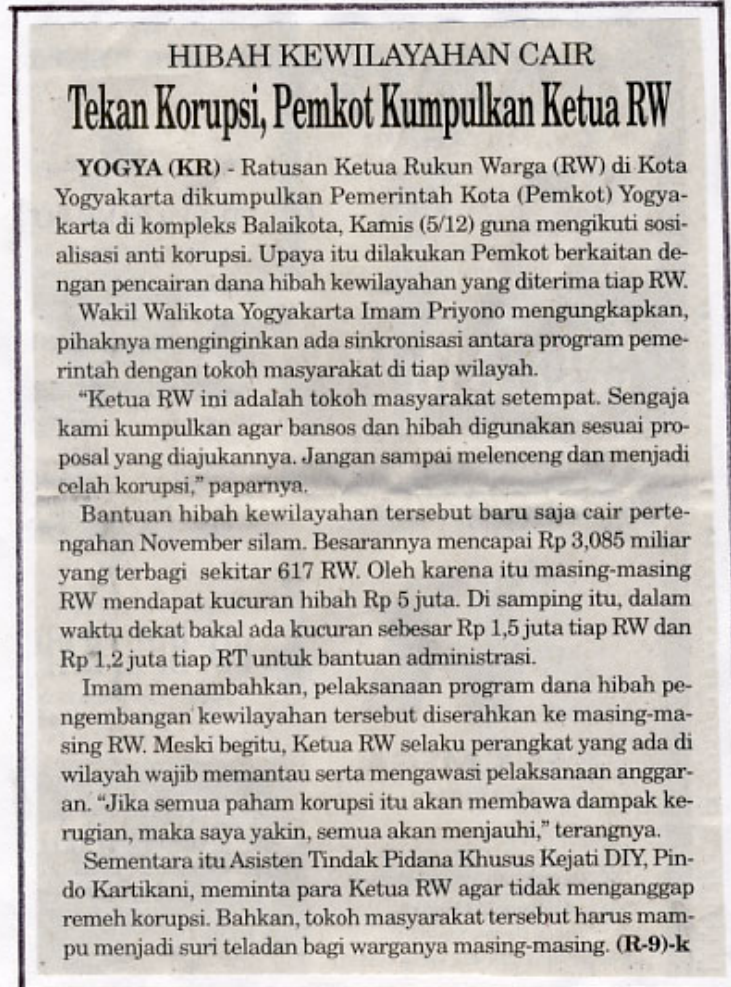 HIBAH KEWILAYAHAN CAIR
Tekan Korupsi, Pemkot Kumpulkan Ketua RW
YOGYA (KR) - Ratusan Ketua Rukun Warga (RW) di Kota
Yogyakarta dikumpulkan Pemerintah Kota (Pemkot) Yogya-
karta di kompleks Balaikota, Kamis (5/12) guna mengikuti sosi-
alisasi anti korupsi. Upaya itu dilakukan Pemkot berkaitan de-
ngan pencairan dana hibah kewilayahan yang diterima tiap RW.
Wakil Walikota Yogyakarta Imam Priyono mengungkapkan,
pihaknya menginginkan ada sinkronisasi antara program peme-
rintah dengan tokoh masyarakat di tiap wilayah.
“Ketua RW ini adalah tokoh masyarakat setempat. Sengaja
kami kumpulkan agar bansos dan hibah digunakan sesuai pro-
posal yang diajukannya. Jangan sampai melenceng dan menjadi
celah korupsi,” paparnya.
Bantuan hibah kewilayahan tersebut baru saja cair perte-
ngahan November silam. Besarannya mencapai Rp 3,085 miliar
yang terbagi sekitar 617 RW. Oleh karena itu masing-masing
RW mendapat kucuran hibah Rp 5 juta. Di samping itu, dalam
waktu dekat bakal ada kucuran sebesar Rp 1,5 juta tiap RW dan
Rp 1,2 juta tiap RT untuk bantuan administrasi.
Imam menambahkan, pelaksanaan program dana hibah pe-
ngembangan kewilayahan tersebut diserahkan ke masing-ma-
sing RW. Meski begitu, Ketua RW selaku perangkat yang ada di
wilayah wajib memantau serta mengawasi pelaksanaan anggar-
an. “Jika semua paham korupsi itu akan membawa dampak ke-
rugian, maka saya yakin, semua akan menjauhi,” terangnya.
Sementara itu Asisten Tindak Pidana Khusus Kejati DIY, Pin-
do Kartikani, meminta para Ketua RW agar tidak menganggap
remeh korupsi. Bahkan, tokoh masyarakat tersebut harus mam-
pu menjadi suri teladan bagi warganya masing-masing. (R-9)-k